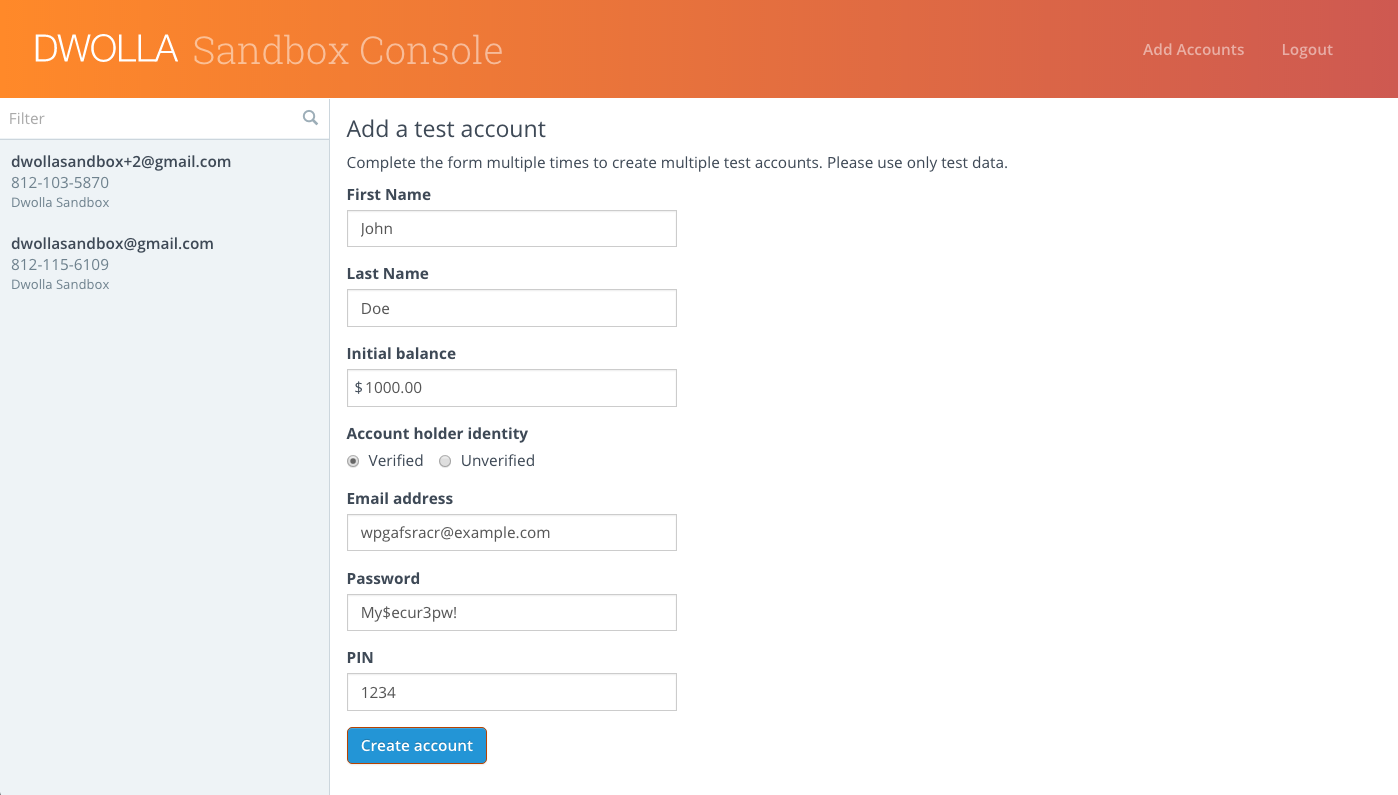 DWOLLA Sandbox Console
Add Accounts
Logout
Filter
dwollasandbox+2@gmail.com
812-103-5870
Dwolla Sandbox
dwollasandbox@gmail.com
812-115-6109
Dwolla Sandbox
Add a test account
Complete the form multiple times to create multiple test accounts. Please use only test data.
First Name
John
Last Name
Doe
Initial balance
$1000.00
Account holder identity
Verified Unverified
Email address
wpgafsracr@example.com
Password
My$ecur3pw!
PIN
1234
Create account